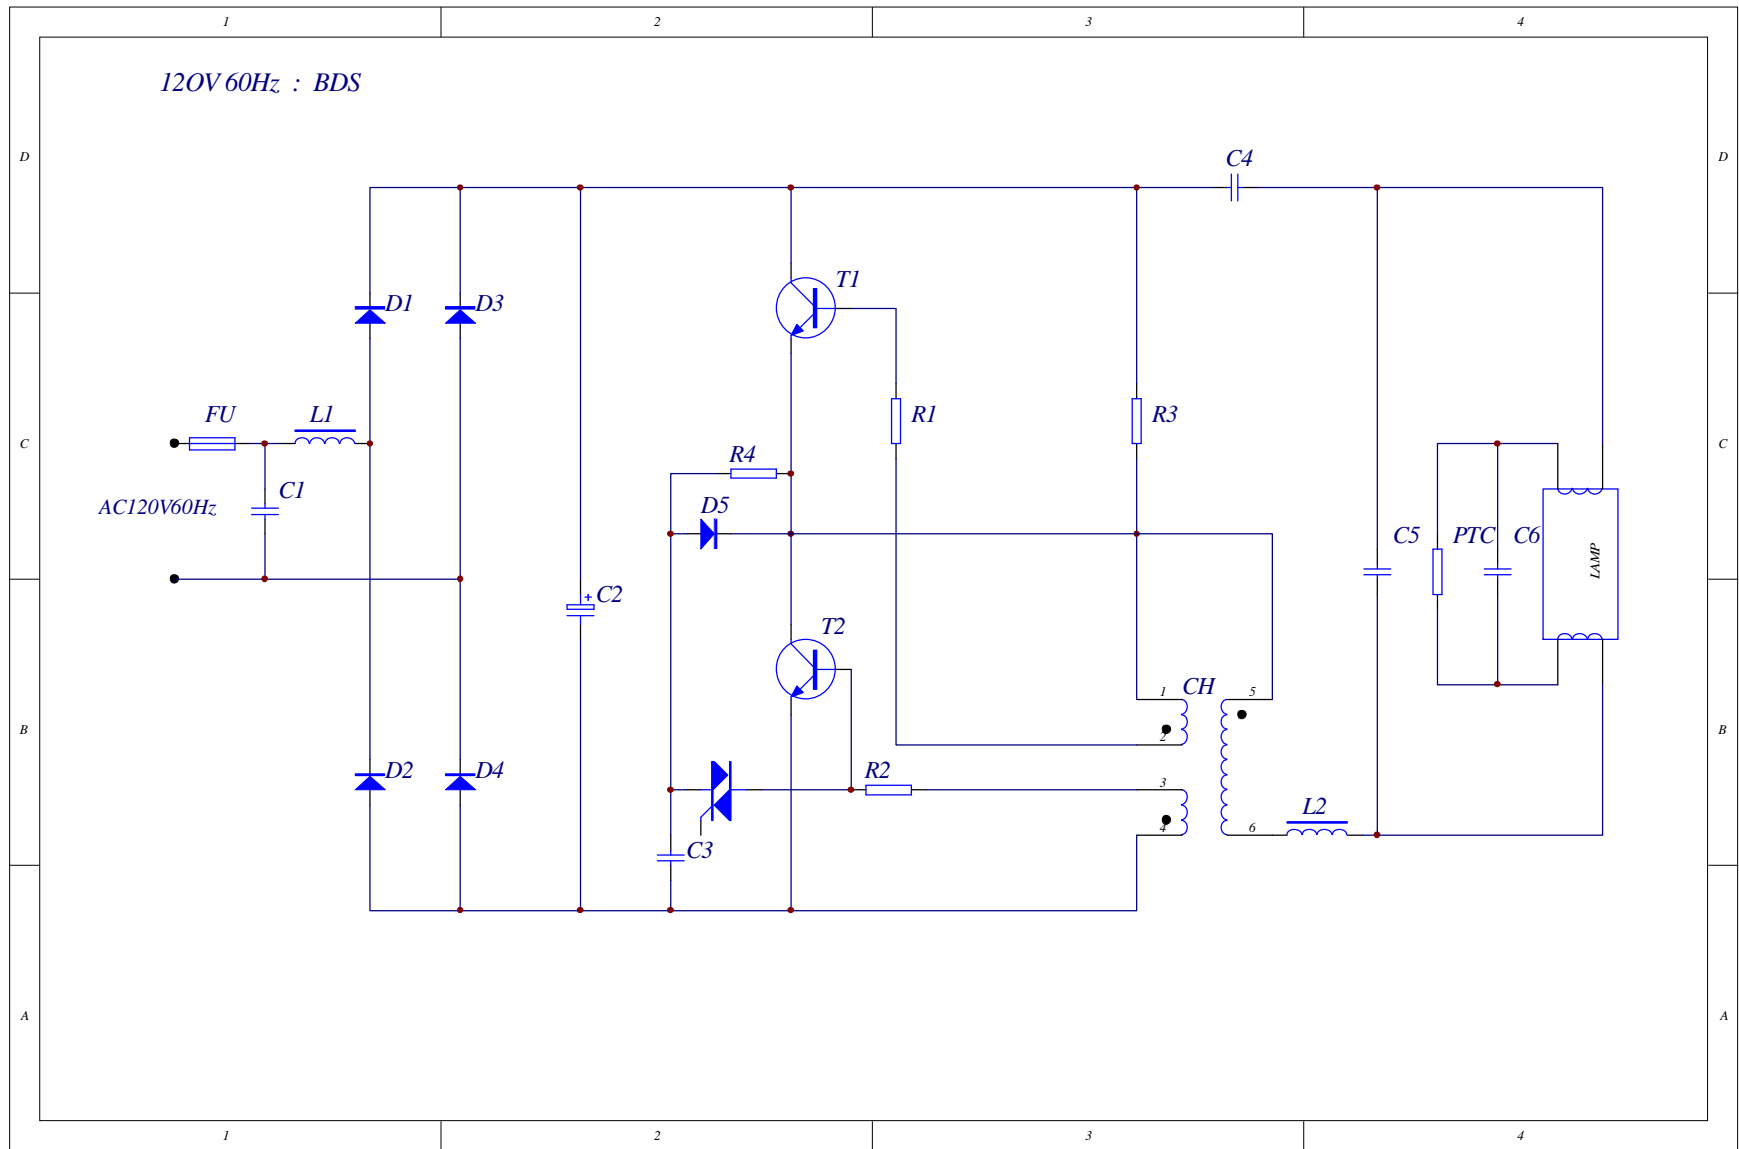 1 2 3 4
12OV 60Hz : BDS
D D
C4
T1
D1 D3
FU L1 R1 R3
C C
R4
C1
AC120V60Hz D5
C5 PTC C6
LAMP
C2
T2
1 CH 5
B 2 B
D2 D4 R2 3
L2
4 6
C3
A A
1 2 3 4